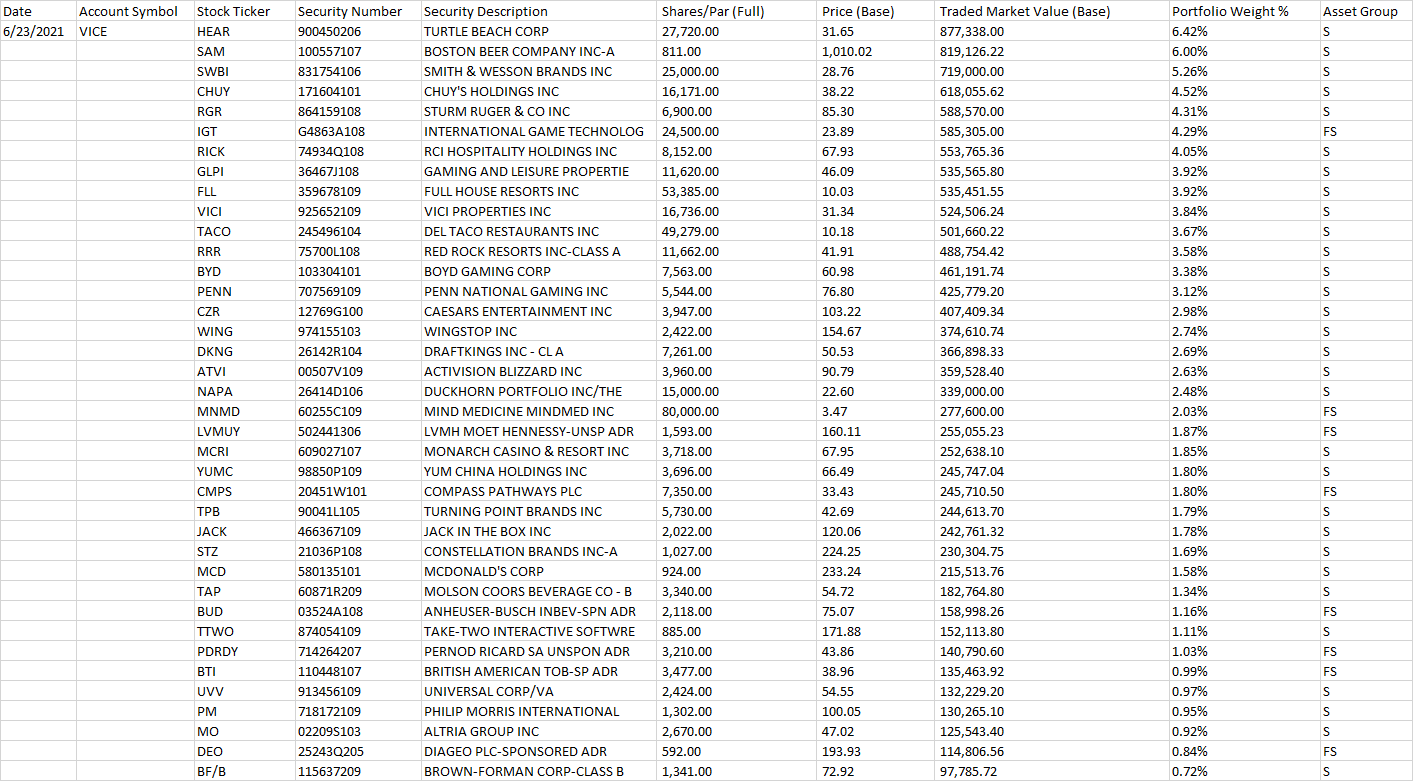 Date Account Symbol Stock Ticker Security Number Security Description Shares/Par (Full) Price (Base) Traded Market Value (Base) Portfolio Weight % Asset Group
6/23/2021 VICE HEAR 900450206 TURTLE BEACH CORP 27,720.00 31.65 877,338.00 6.42% S
SAM 100557107 BOSTON BEER COMPANY INC-A 811.00 1,010.02 819,126.22 6.00% S
SWBI 831754106 SMITH & WESSON BRANDS INC 25,000.00 28.76 719,000.00 5.26% S
CHUY 171604101 CHUY'S HOLDINGS INC 16,171.00 38.22 618,055.62 4.52% S
RGR 864159108 STURM RUGER & CO INC 6,900.00 85.30 588,570.00 4.31% S
IGT G4863A108 INTERNATIONAL GAME TECHNOLOG 24,500.00 23.89 585,305.00 4.29% FS
RICK 74934Q108 RCI HOSPITALITY HOLDINGS INC 8,152.00 67.93 553,765.36 4.05% S
GLPI 36467J108 GAMING AND LEISURE PROPERTIE 11,620.00 46.09 535,565.80 3.92% S
FLL 359678109 FULL HOUSE RESORTS INC 53,385.00 10.03 535,451.55 3.92% S
VICI 925652109 VICI PROPERTIES INC 16,736.00 31.34 524,506.24 3.84% S
TACO 245496104 DEL TACO RESTAURANTS INC 49,279.00 10.18 501,660.22 3.67% S
RRR 75700L108 RED ROCK RESORTS INC-CLASS A 11,662.00 41.91 488,754.42 3.58% S
BYD 103304101 BOYD GAMING CORP 7,563.00 60.98 461,191.74 3.38% S
PENN 707569109 PENN NATIONAL GAMING INC 5,544.00 76.80 425,779.20 3.12% S
CZR 12769G100 CAESARS ENTERTAINMENT INC 3,947.00 103.22 407,409.34 2.98% S
WING 974155103 WINGSTOP INC 2,422.00 154.67 374,610.74 2.74% S
DKNG 26142R104 DRAFTKINGS INC - CL A 7,261.00 50.53 366,898.33 2.69% S
ATVI 00507V109 ACTIVISION BLIZZARD INC 3,960.00 90.79 359,528.40 2.63% S
NAPA 26414D106 DUCKHORN PORTFOLIO INC/THE 15,000.00 22.60 339,000.00 2.48% S
MNMD 60255C109 MIND MEDICINE MINDMED INC 80,000.00 3.47 277,600.00 2.03% FS
LVMUY 502441306 LVMH MOET HENNESSY-UNSP ADR 1,593.00 160.11 255,055.23 1.87% FS
MCRI 609027107 MONARCH CASINO & RESORT INC 3,718.00 67.95 252,638.10 1.85% S
YUMC 98850P109 YUM CHINA HOLDINGS INC 3,696.00 66.49 245,747.04 1.80% S
CMPS 20451W101 COMPASS PATHWAYS PLC 7,350.00 33.43 245,710.50 1.80% FS
TPB 90041L105 TURNING POINT BRANDS INC 5,730.00 42.69 244,613.70 1.79% S
JACK 466367109 JACK IN THE BOX INC 2,022.00 120.06 242,761.32 1.78% S
STZ 21036P108 CONSTELLATION BRANDS INC-A 1,027.00 224.25 230,304.75 1.69% S
MCD 580135101 MCDONALD'S CORP 924.00 233.24 215,513.76 1.58% S
TAP 60871R209 MOLSON COORS BEVERAGE CO - B 3,340.00 54.72 182,764.80 1.34% S
BUD 03524A108 ANHEUSER-BUSCH INBEV-SPN ADR 2,118.00 75.07 158,998.26 1.16% FS
TTWO 874054109 TAKE-TWO INTERACTIVE SOFTWRE 885.00 171.88 152,113.80 1.11% S
PDRDY 714264207 PERNOD RICARD SA UNSPON ADR 3,210.00 43.86 140,790.60 1.03% FS
BTI 110448107 BRITISH AMERICAN TOB-SP ADR 3,477.00 38.96 135,463.92 0.99% FS
UVV 913456109 UNIVERSAL CORP/VA 2,424.00 54.55 132,229.20 0.97% S
PM 718172109 PHILIP MORRIS INTERNATIONAL 1,302.00 100.05 130,265.10 0.95% S
MO 02209S103 ALTRIA GROUP INC 2,670.00 47.02 125,543.40 0.92% S
DEO 25243Q205 DIAGEO PLC-SPONSORED ADR 592.00 193.93 114,806.56 0.84% FS
BF/B 115637209 BROWN-FORMAN CORP-CLASS B 1,341.00 72.92 97,785.72 0.72% S